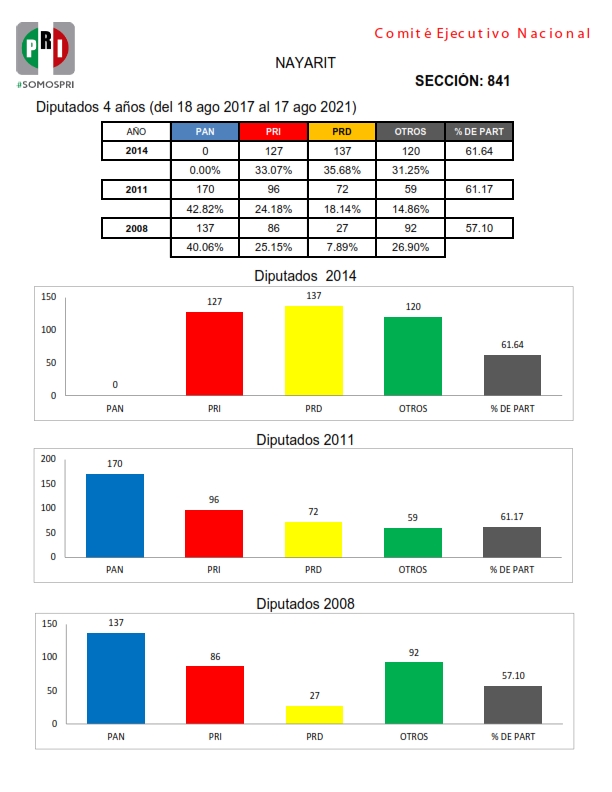 Comité Ejecutivo Nacional
PRI
#SOMOSPRI
NAYARIT
SECCIÓN: 841
Diputados 4 años (del 18 ago 2017 al 17 ago 2021)
AÑO PAN PRI PRD OTROS % DE PART
2014 0 127 137 120 61.64
0.00% 33.07% 35.68% 31.25%
2011 170 96 72 59 61.17
42.82% 24.18% 18.14% 14.86%
2008 137 86 27 92 57.10
40.06% 25.15% 7.89% 26.90%
Diputados 2014
150
100
50
0
0 127 137 120 61.64
PAN PRI PRD OTROS % DE PART
Diputados 2011
200
150
100
50
0
170 96 72 59 61.17
PAN PRI PRD OTROS % DE PART
Diputados 2008
150
100
50
0
137 86 27 92 57.10
PAN PRI PRD OTROS % DE PART